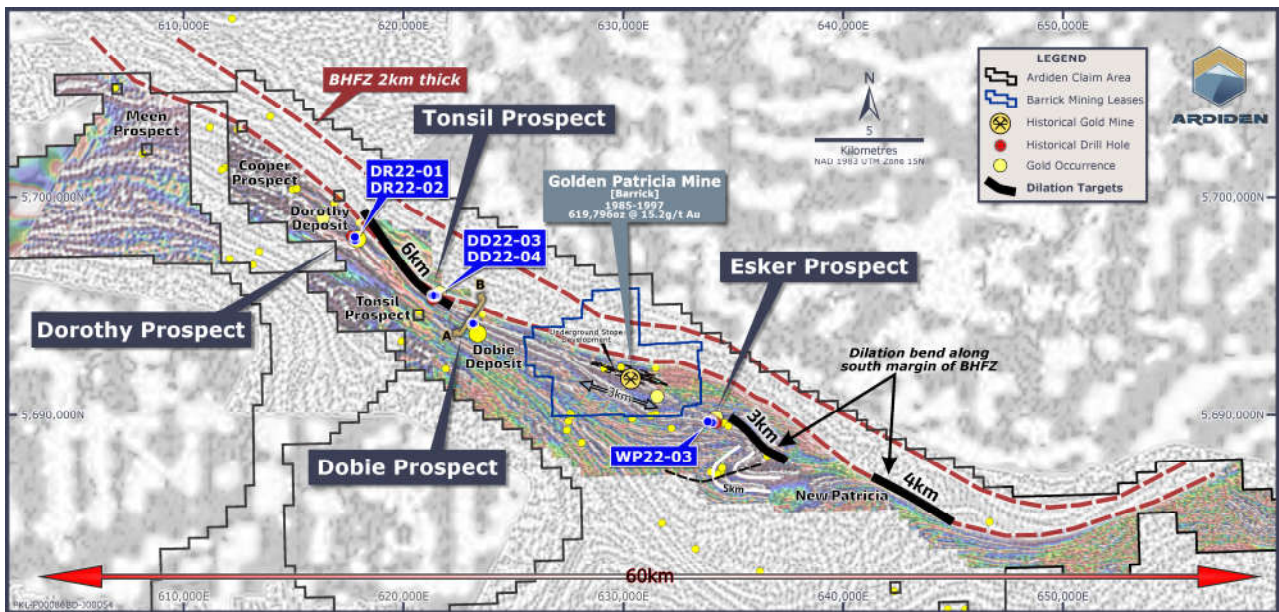 610,000E
620,000E
630,000E
640,000E
650,000E
BHFZ 2km thick
Tonsil Prospect
Meen
Prospect
Cooper
Prospect
DR22-01
DR22-02
Dorothy
Deposit
6km
DD22-03
DD22-04
Golden Patricia Mine
[Barrick]
1985-1997
619,796oz @ 15.2g/t Au
N
5
Kilometres
NAD 1983 UTM Zone 15N
LEGEND
Ardiden Claim Area
Barrick Mining Leases
Historical Gold Mine
Historical Drill Hole
Gold Occurrence
Dilation Targets
ARDIDEN
5,700,000N
5,700,000N
Esker Prospect
Dorothy Prospect
Tonsil
Prospect
B
A
Dobie
Deposit
Underground Stope
Development
3km
Dilation bend along
south margin of BHFZ
5,690,000N
5,690,000N
Dobie Prospect
WP22-03
3km
5km
New Patricia
4km
60km
610,000E
620,000E
630,000E
640,000E
650,000E